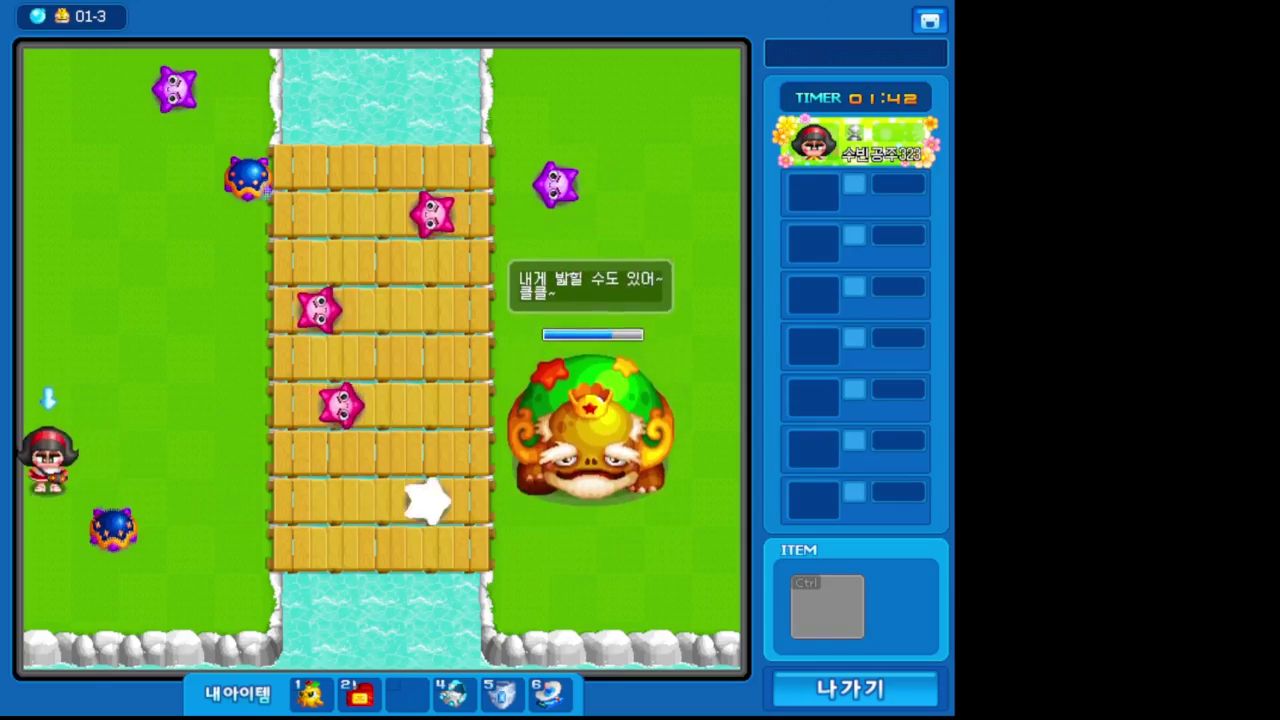 01-3
TIMER 01:42
수빈공주323
내게 밟힐 수도 있어~
클클~
ITEM
Ctrl
내아이템
1
2
4
5
6
나가기